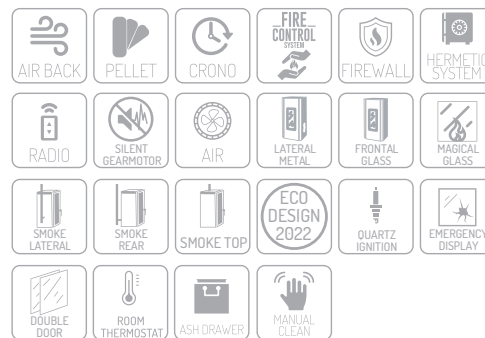 AIR BACK
PELLET
CRONO
FIRE
CONTROL
SYSTEM
FIREWALL
HERMETIC
SYSTEM
RADIO
SILENT
GEARMOTOR
AIR
LATERAL
METAL
FRONTAL
GLASS
MAGICAL
GLASS
SMOKE
LATERAL
SMOKE
REAR
SMOKE TOP
ECO
DESIGN
2022
QUARTZ
IGNITION
EMERGENCY
DISPLAY
DOUBLE
DOOR
ROOM
THERMOSTAT
ASH DRAWER
MANUAL
CLEAN